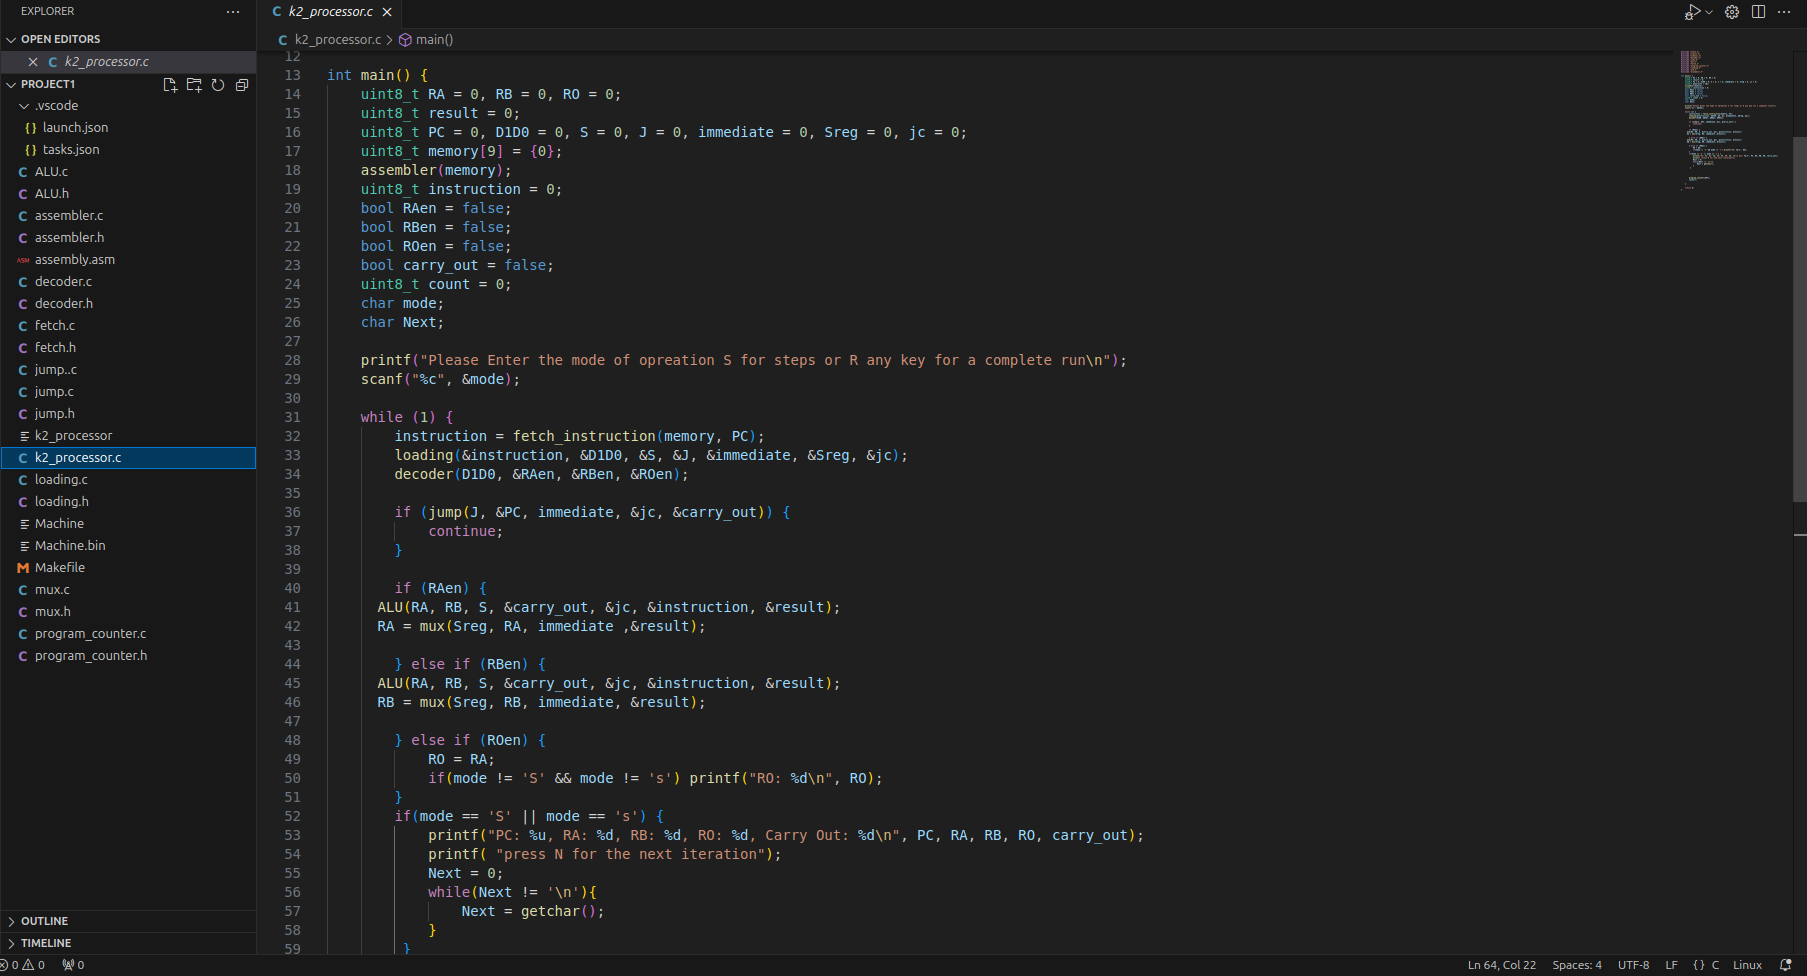 EXPLORER
OPEN EDITORS
k2_processor.c
PROJECT1
.vscode
launch.json
tasks.json
ALU.c
ALU.h
assembler.c
assembler.h
assembly.asm
decoder.c
decoder.h
fetch.c
fetch.h
jump..c
jump.c
jump.h
k2_processor
k2_processor.c
loading.c
loading.h
Machine
Machine.bin
Makefile
mux.c
mux.h
program_counter.c
program_counter.h
OUTLINE
TIMELINE
k2_processor.c
k2_processor.c > main()
12
13 int main() {
14 uint8_t RA = 0, RB = 0, RO = 0;
15 uint8_t result = 0;
16 uint8_t PC = 0, D1D0 = 0, S = 0, J = 0, immediate = 0, Sreg = 0, jc = 0;
17 uint8_t memory[9] = {0};
18 assembler(memory);
19 uint8_t instruction = 0;
20 bool RAen = false;
21 bool RBen = false;
22 bool ROen = false;
23 bool carry_out = false;
24 uint8_t count = 0;
25 char mode;
26 char Next;
27
28 printf("Please Enter the mode of opreation S for steps or R any key for a complete run\n");
29 scanf("%c", &mode);
30
31 while (1) {
32 instruction = fetch_instruction(memory, PC);
33 loading(&instruction, &D1D0, &S, &J, &immediate, &Sreg, &jc);
34 decoder(D1D0, &RAen, &RBen, &ROen);
35
36 if (jump(J, &PC, immediate, &jc, &carry_out)) {
37 continue;
38 }
39
40 if (RAen) {
41 ALU(RA, RB, S, &carry_out, &jc, &instruction, &result);
42 RA = mux(Sreg, RA, immediate ,&result);
43
44 } else if (RBen) {
45 ALU(RA, RB, S, &carry_out, &jc, &instruction, &result);
46 RB = mux(Sreg, RB, immediate, &result);
47
48 } else if (ROen) {
49 RO = RA;
50 if(mode != 'S' && mode != 's') printf("RO: %d\n", RO);
51 }
52 if(mode == 'S' || mode == 's') {
53 printf("PC: %u, RA: %d, RB: %d, RO: %d, Carry Out: %d\n", PC, RA, RB, RO, carry_out);
54 printf( "press N for the next iteration");
55 Next = 0;
56 while(Next != '\n'){
57 Next = getchar();
58 }
59 }
0 0 0 Ln 64, Col 22 Spaces: 4 UTF-8 LF {} C Linux